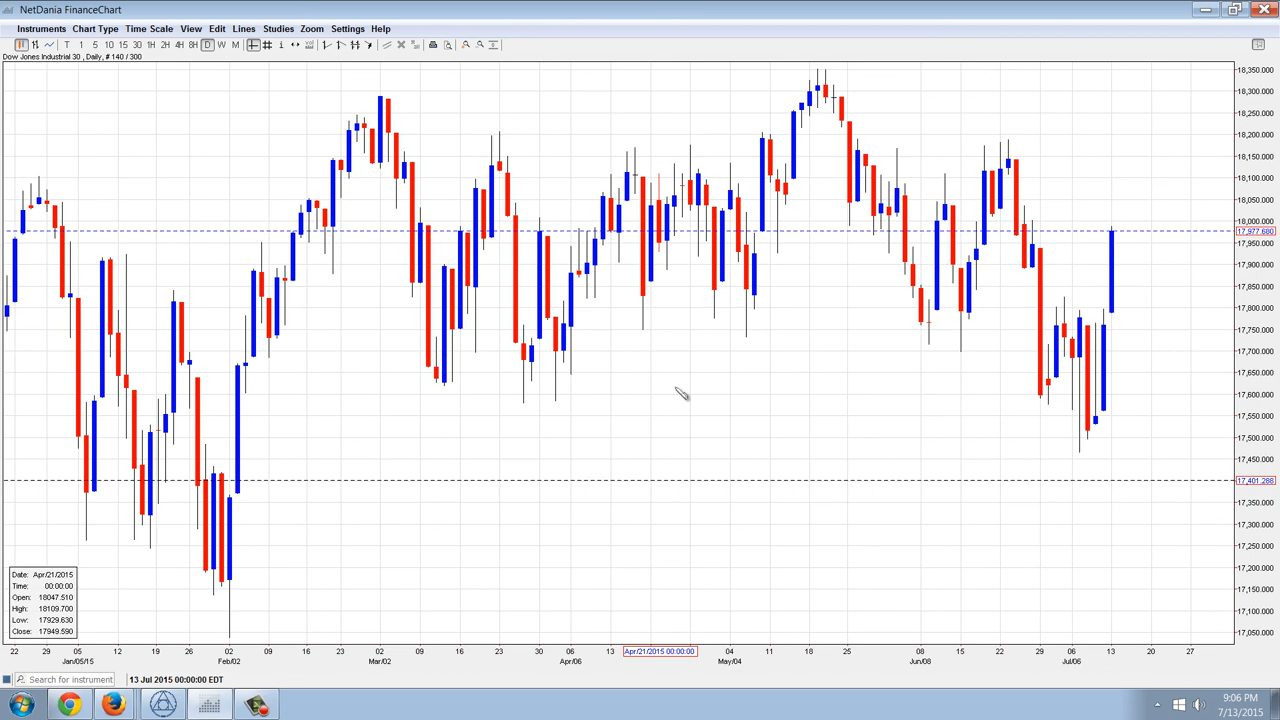 NetDania FinanceChart
Instruments Chart Type Time Scale View Edit Lines Studies Zoom Settings Help
T 1 5 10 15 30 1H 2H 4H 8H D W M
Dow Jones Industrial 30 , Daily, # 140 / 300
18,350.000
18,300.000
18,250.000
18,200.000
18,150.000
18,100.000
18,050.000
18,000.000
17,977.680
17,950.000
17,900.000
17,850.000
17,800.000
17,750.000
17,700.000
17,650.000
17,600.000
17,550.000
17,500.000
17,450.000
17,401.288
17,350.000
17,300.000
17,250.000
17,200.000
17,150.000
17,100.000
17,050.000
Date: Apr/21/2015
Time: 00:00:00
Open: 18047.510
High: 18109.700
Low: 17929.630
Close: 17949.590
22 29 05 12 19 26 02 09 16 23 02 09 16 23 30 06 13 Apr/21/2015 00:00:00 04 11 18 25 08 15 22 29 06 13 20 27
Jan/05/15 Feb/02 Mar/02 Apr/06 May/04 Jun/08 Jul/06
Search for instrument 13 Jul 2015 00:00:00 EDT
9:06 PM
7/13/2015